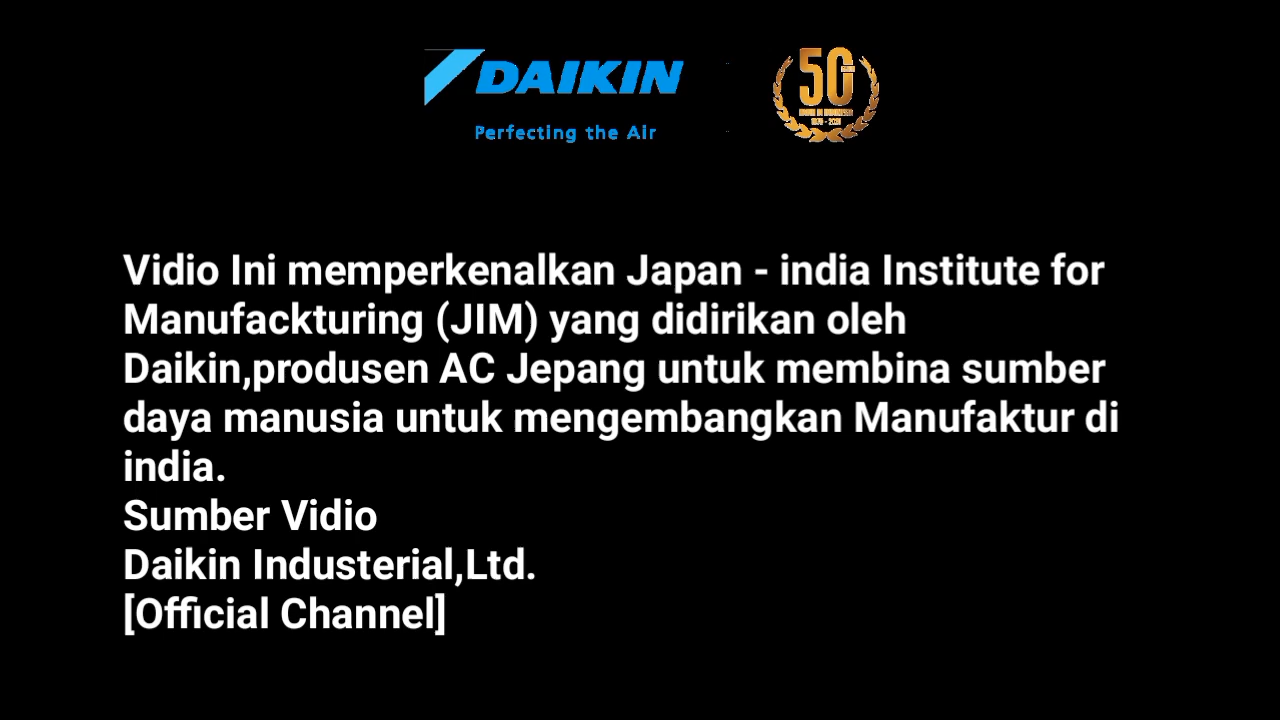 DAIKIN
Perfecting the Air
50
Vidio Ini memperkenalkan Japan - india Institute for
Manufackturing (JIM) yang didirikan oleh
Daikin,produsen AC Jepang untuk membina sumber
daya manusia untuk mengembangkan Manufaktur di
india.
Sumber Vidio
Daikin Industerial,Ltd.
[Official Channel]